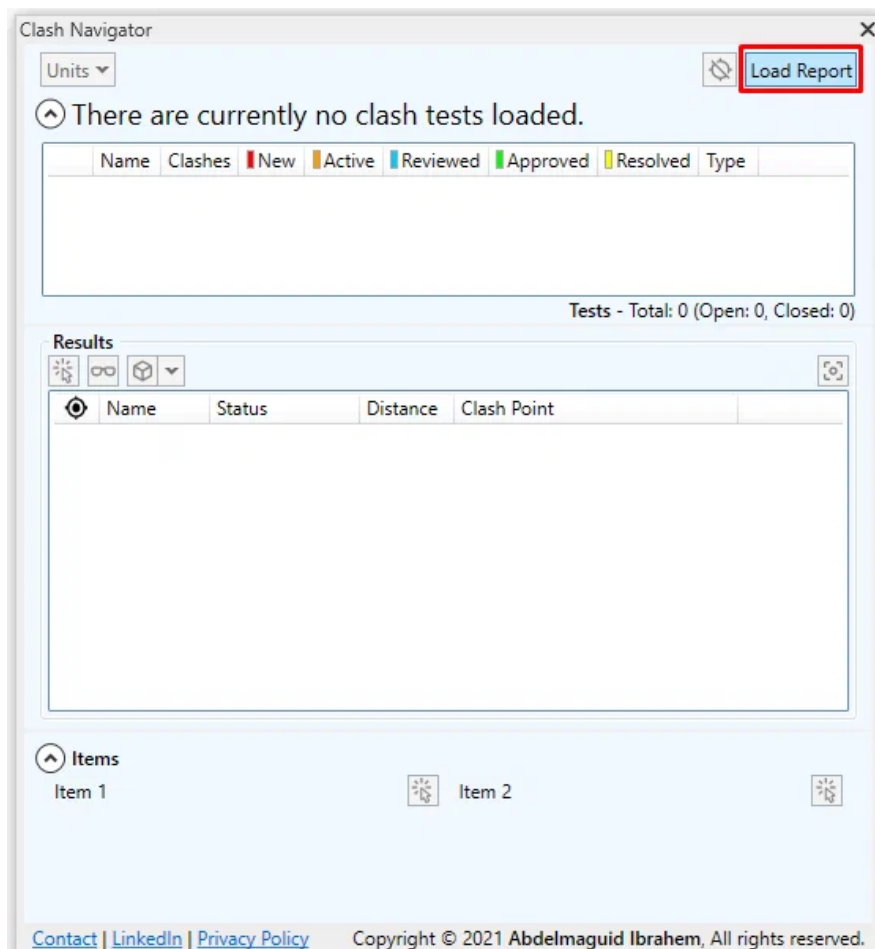 Clash Navigator
Units
Load Report
There are currently no clash tests loaded.
Name Clashes New Active Reviewed Approved Resolved Type
Tests - Total: 0 (Open: 0, Closed: 0)
Results
Name Status Distance Clash Point
Items
Item 1 Item 2
Contact | LinkedIn | Privacy Policy Copyright © 2021 Abdelmaguid Ibrahem, All rights reserved.